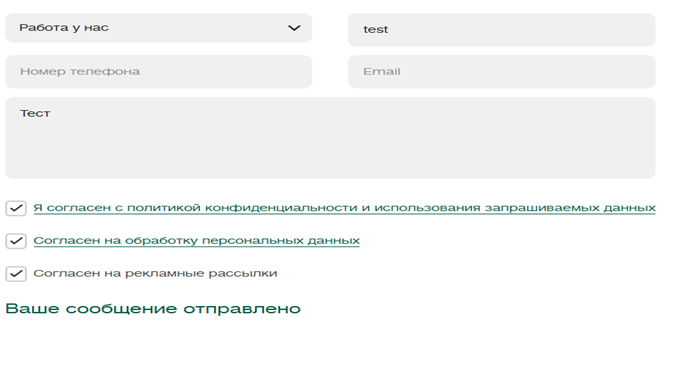 Работа у нас
test
Номер телефона
Email
Тест
Я согласен с политикой конфиденциальности и использования запрашиваемых данных
Согласен на обработку персональных данных
Согласен на рекламные рассылки
Ваше сообщение отправлено